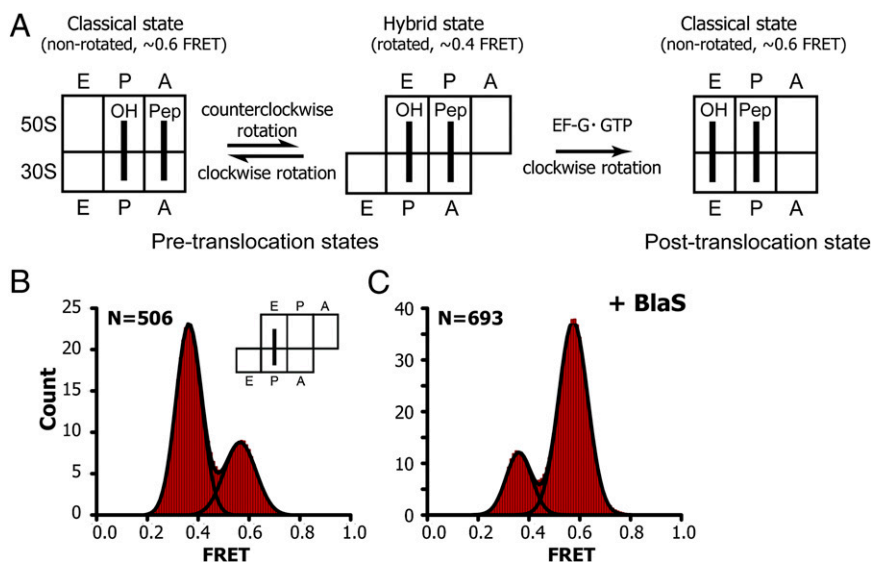 A
Classical state
(non-rotated, ~0.6 FRET)
Hybrid state
(rotated, ~0.4 FRET)
Classical state
(non-rotated, ~0.6 FRET)
E P A
E P A
E P A
50S
30S
OH Pep
OH Pep
OH Pep
counterclockwise
rotation
clockwise rotation
EF-G· GTP
clockwise rotation
E P A
E P A
E P A
Pre-translocation states
Post-translocation state
B
N=506
E P A
E P A
Count
25
20
15
10
5
0
0.0 0.2 0.4 0.6 0.8 1.0
FRET
C
N=693
+ BlaS
40
30
20
10
0
0.0 0.2 0.4 0.6 0.8 1.0
FRET